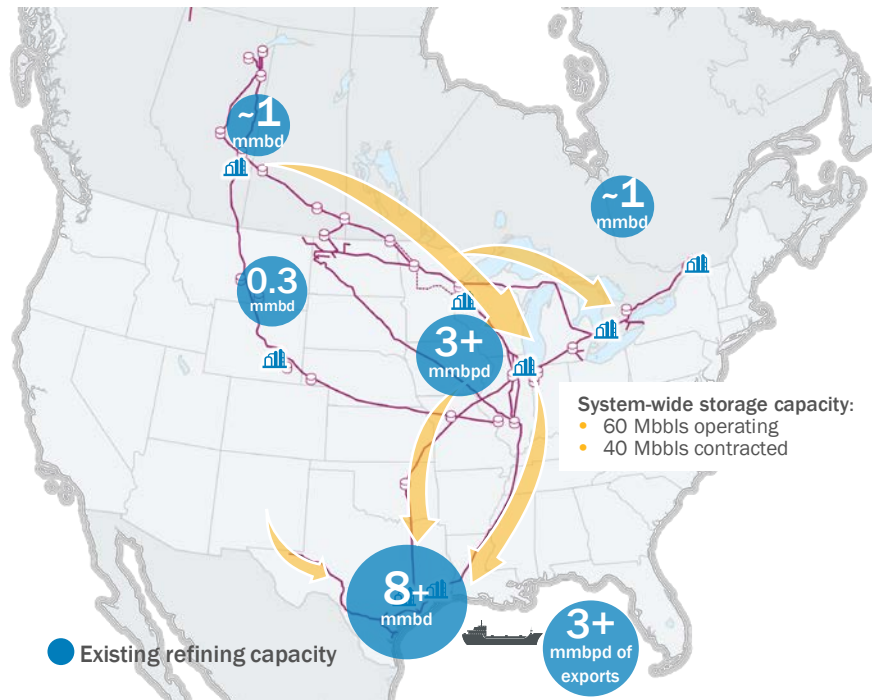 ~1
mmbd
~1
mmbd
0.3
mmbd
3+
mmbpd
System-wide storage capacity:
• 60 Mbbls operating
• 40 Mbbls contracted
8+
mmbd
3+
mmbpd of
exports
Existing refining capacity